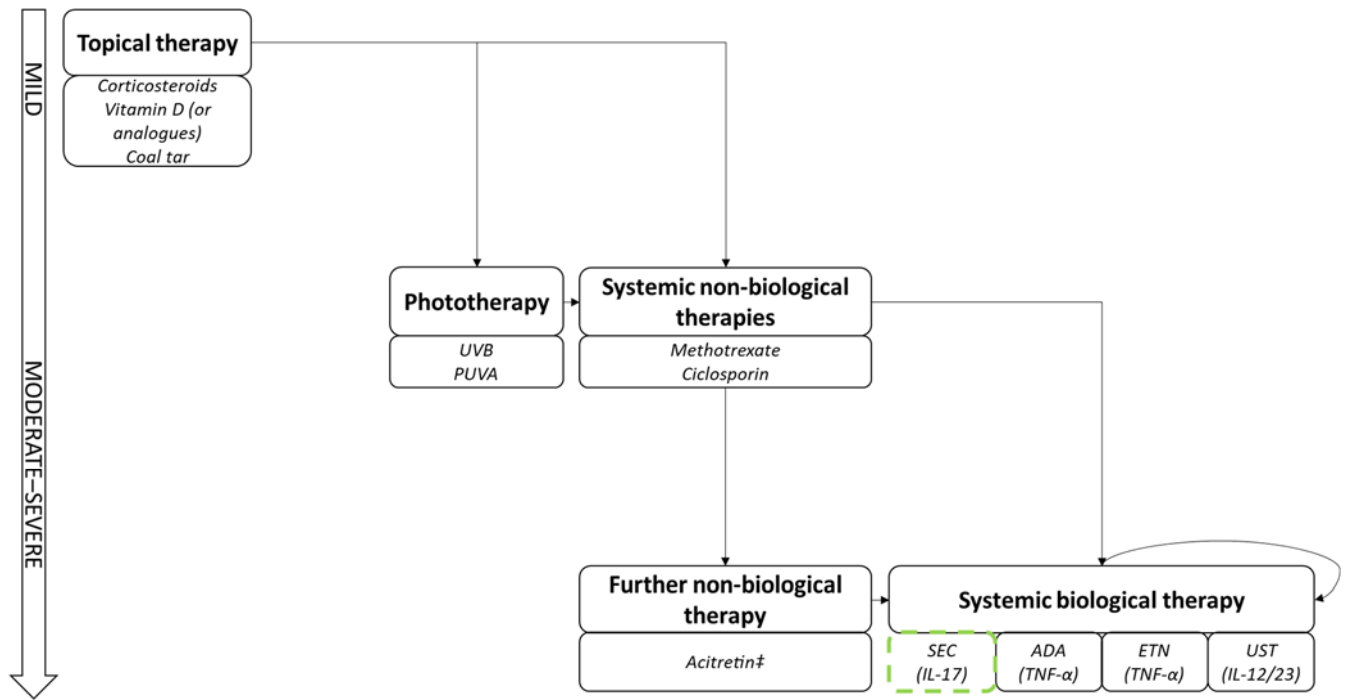 MILD
MODERATE–SEVERE
Topical therapy
Corticosteroids
Vitamin D (or
analogues)
Coal tar
Phototherapy
UVB
PUVA
Systemic non-biological
therapies
Methotrexate
Ciclosporin
Further non-biological
therapy
Acitretin‡
Systemic biological therapy
SEC
(IL-17)
ADA
(TNF-α)
ETN
(TNF-α)
UST
(IL-12/23)